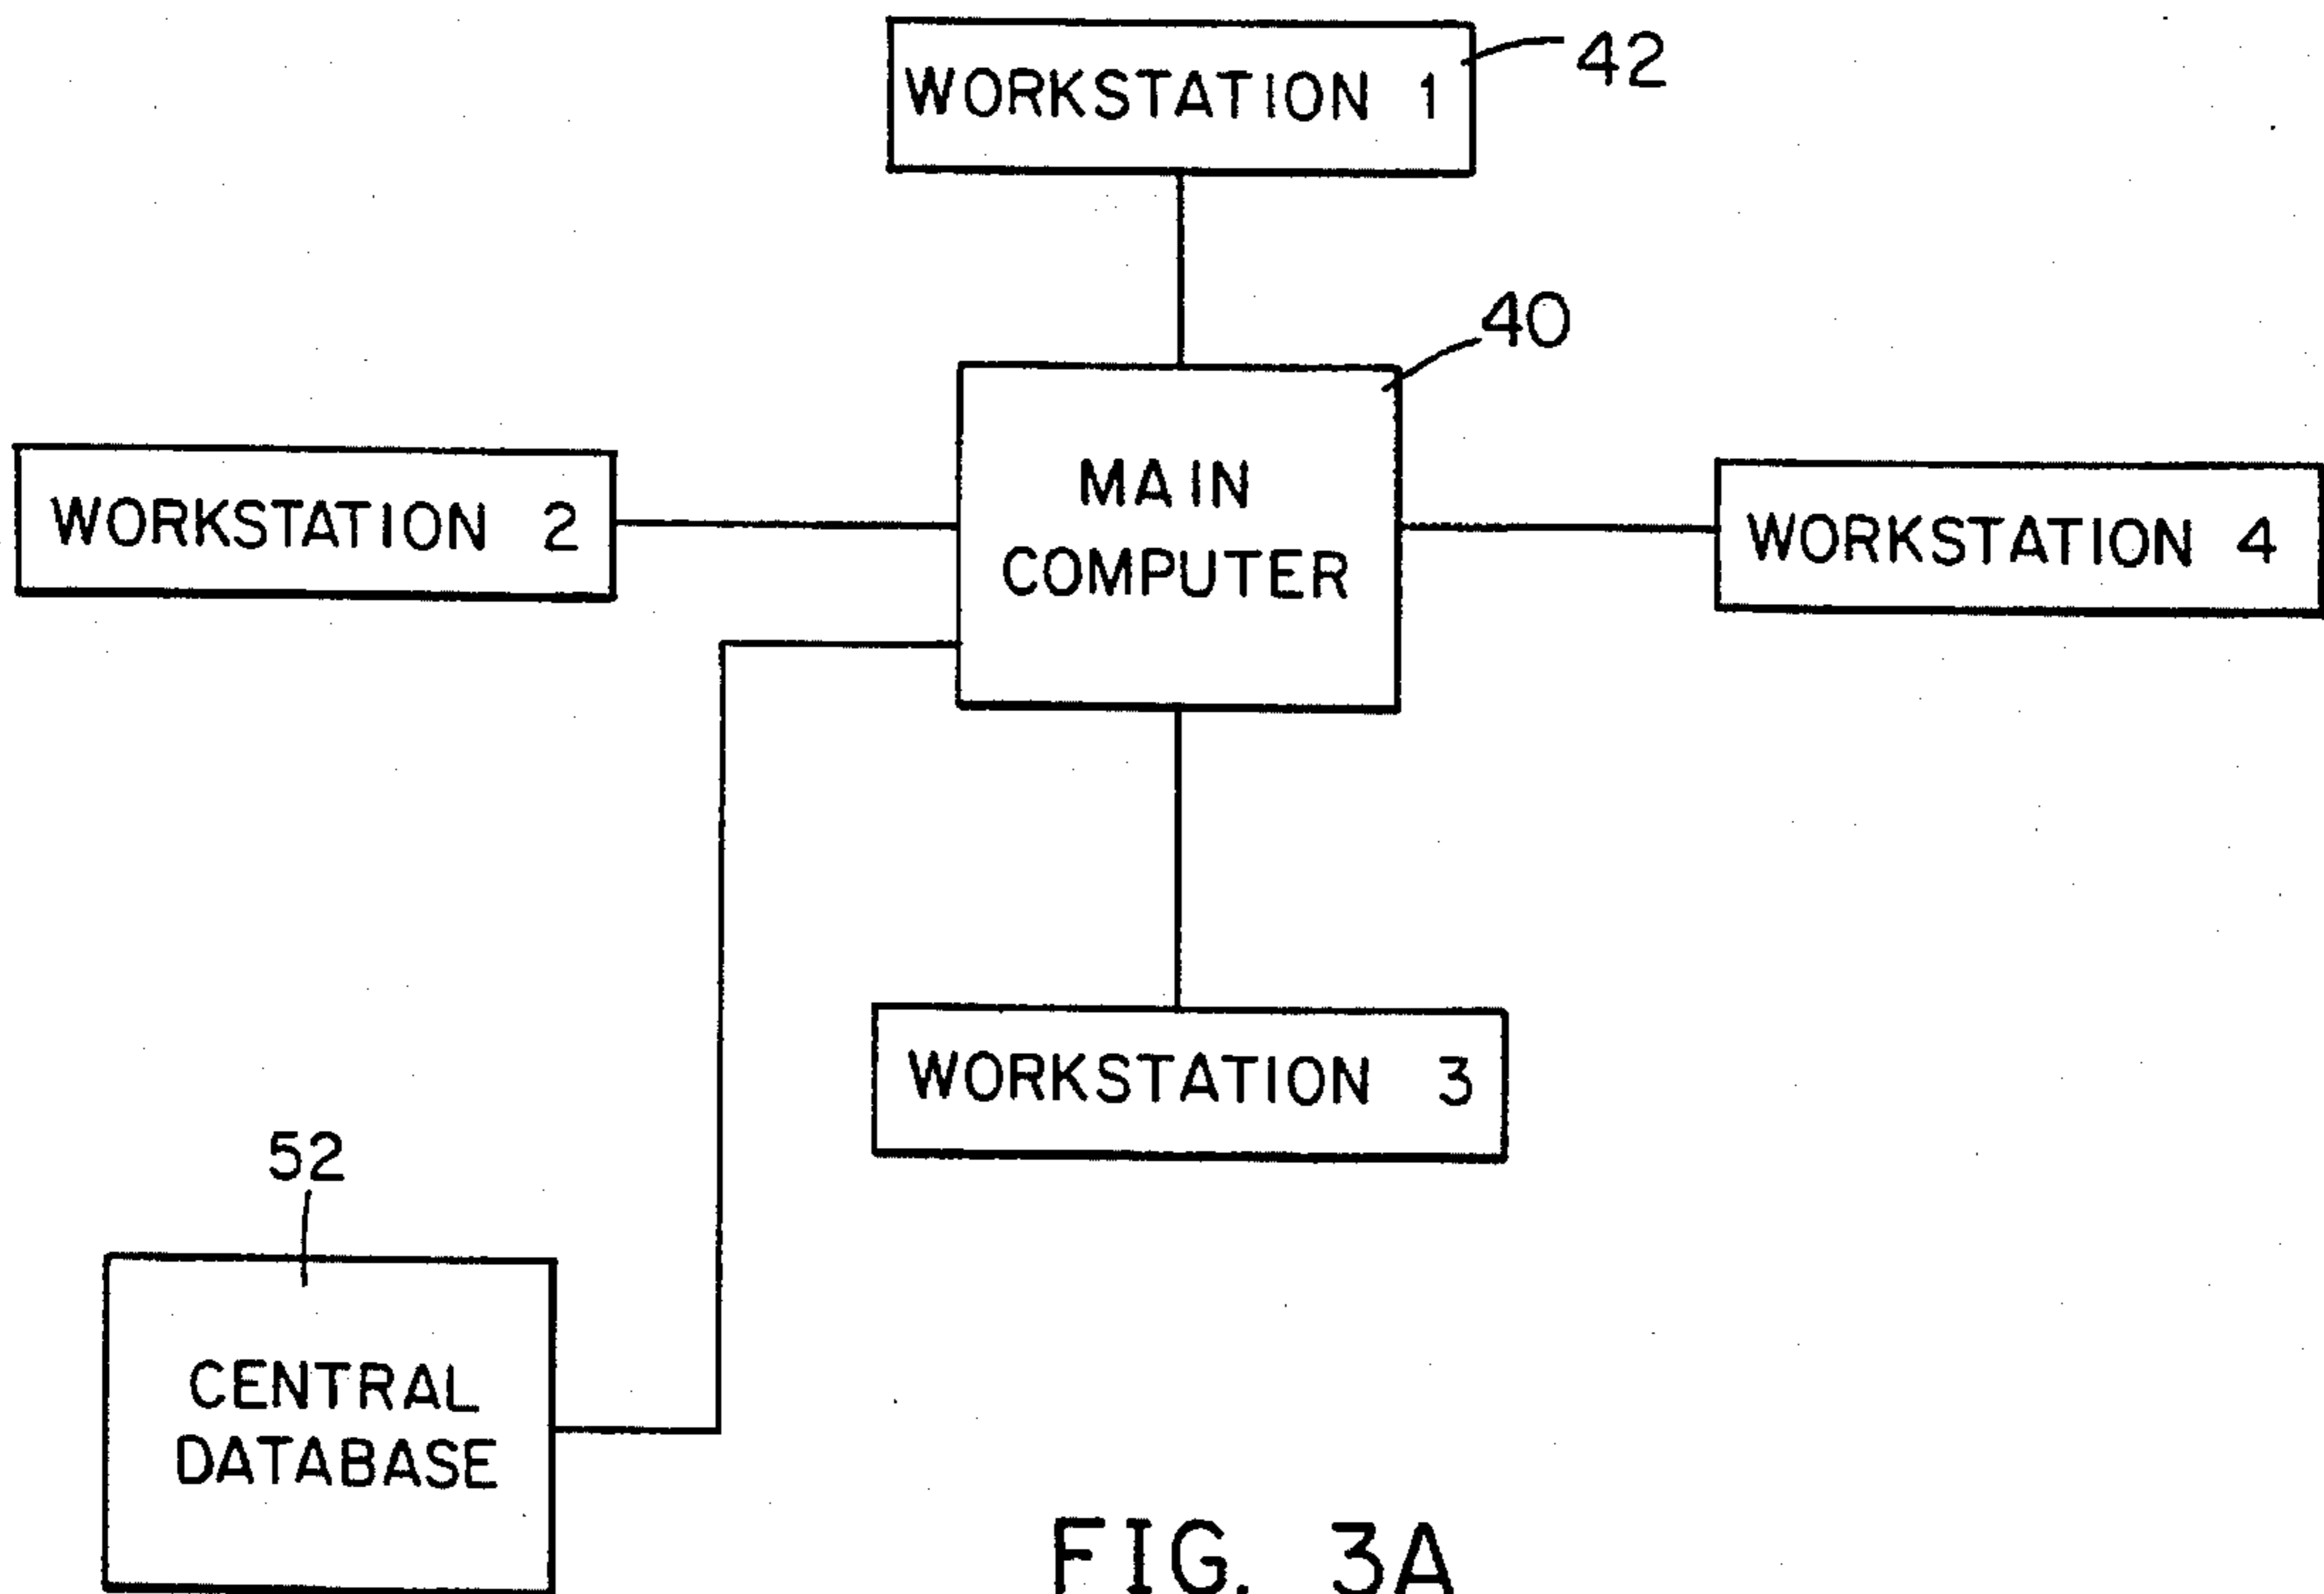 WORKSTATION 1
42
40
MAIN
COMPUTER
WORKSTATION 2
WORKSTATION 4
WORKSTATION 3
52
CENTRAL
DATABASE
FIG. 3A